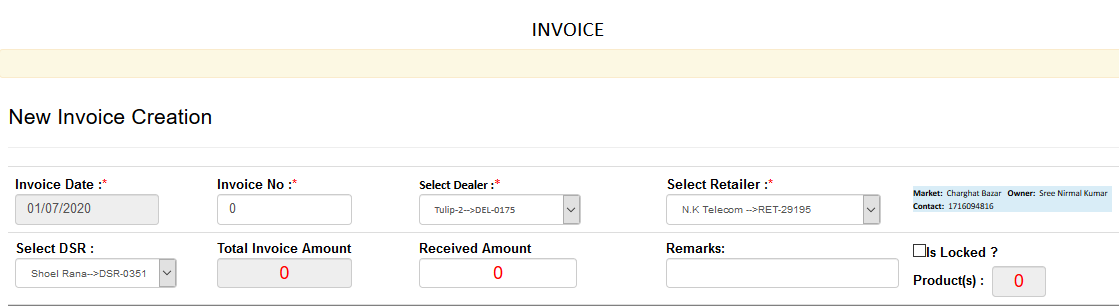 INVOICE
New Invoice Creation
Invoice Date :* Invoice No :* Select Dealer :* Select Retailer :*
01/07/2020 0 Tulip-2-->DEL-0175 N.K Telecom -->RET-29195
Market: Charghat Bazar Owner: Sree Nirmal Kumar
Contact: 1716094816
Select DSR : Total Invoice Amount Received Amount Remarks: Is Locked ?
Shoel Rana-->DSR-0351 0 0 Product(s) : 0